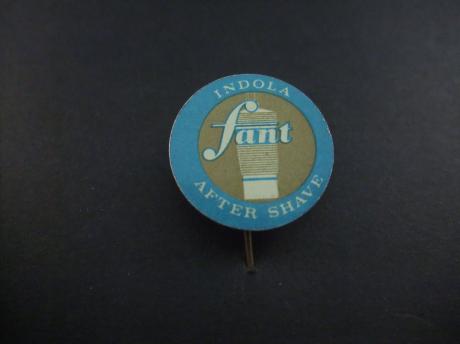 INDOLA
fant
AFTER SHAVE